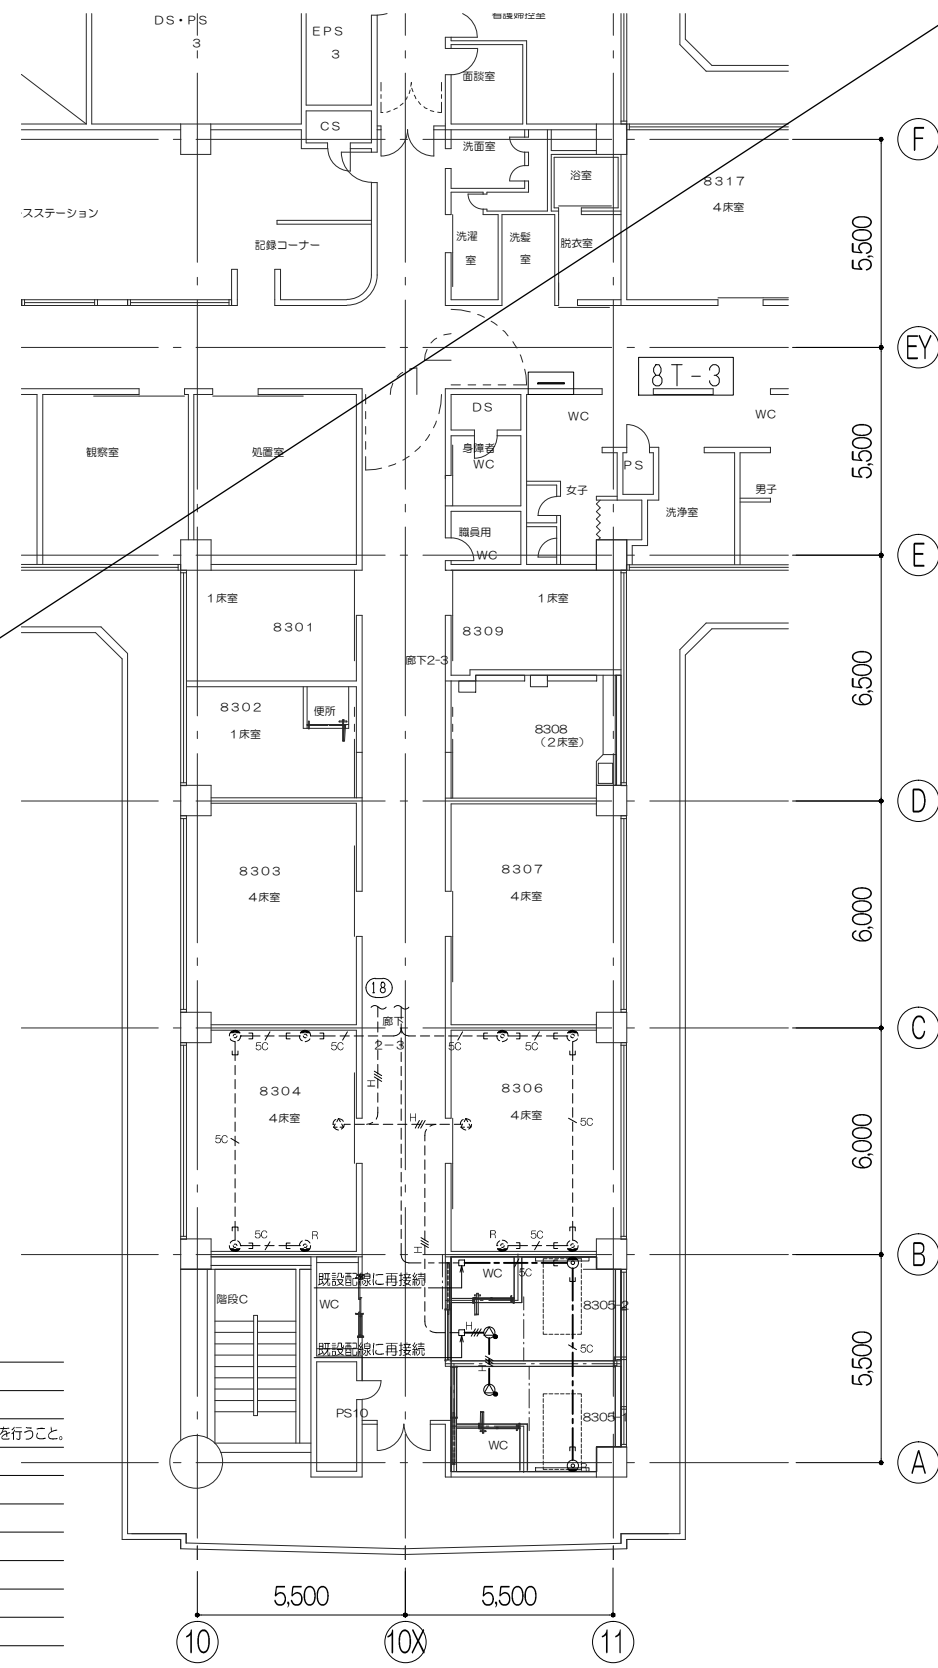 DS・PS
3
EPS
3
面談室
CS
洗面室
浴室
8317
4床室
F
スステーション
記録コーナー
洗濯
室
洗髪
室
脱衣室
5,500
EY
8T-3
DS
WC
WC
観察室
処置室
身障者
WC
PS
女子
男子
洗浄室
職員用
WC
5,500
E
1床室
8301
1床室
8309
廊下2-3
6,500
8302
1床室
便所
8308
(2床室)
D
8303
4床室
8307
4床室
6,000
18
廊下
2-3
C
5C
5C
5C
5C
8304
4床室
8306
4床室
H
H
5C
5C
6,000
5C
R
R
5C
H
B
既設配線に再接続
WC
5C
階段C
WC
8305-2
H
既設配線に再接続
5C
H
5,500
8305-1
PS10
WC
を行うこと。
R
A
5,500
5,500
10
10X
11